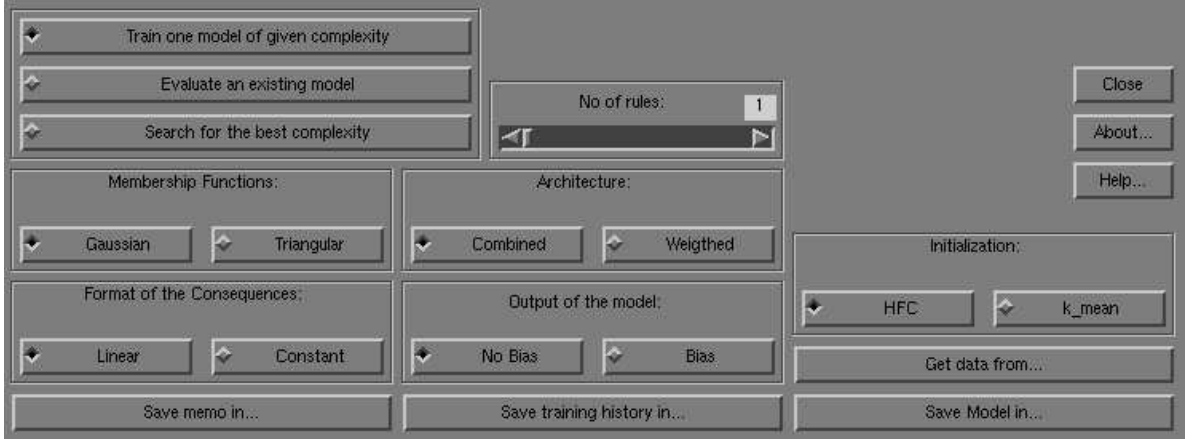 Train one model of given complexity
Evaluate an existing model
Search for the best complexity
No of rules: 1
Close
About...
Help...
Membership Functions:
Gaussian Triangular
Architecture:
Combined Weigthed
Initialization:
HFC k_mean
Format of the Consequences:
Linear Constant
Output of the model:
No Bias Bias
Get data from...
Save memo in...
Save training history in...
Save Model in...